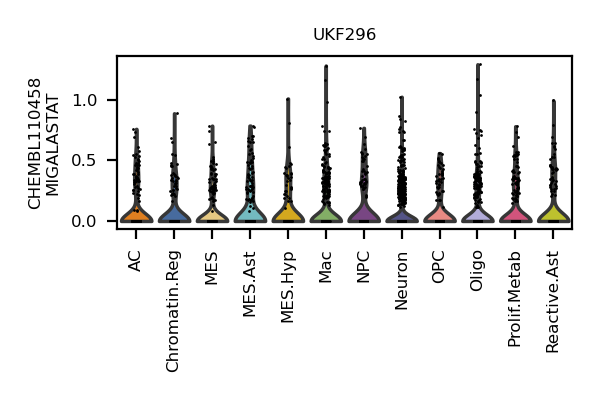 UKF296
CHEMBL110458
MIGALASTAT
1.0
0.5
0.0
AC
Chromatin.Reg
MES
MES.Ast
MES.Hyp
Mac
NPC
Neuron
OPC
Oligo
Prolif.Metab
Reactive.Ast